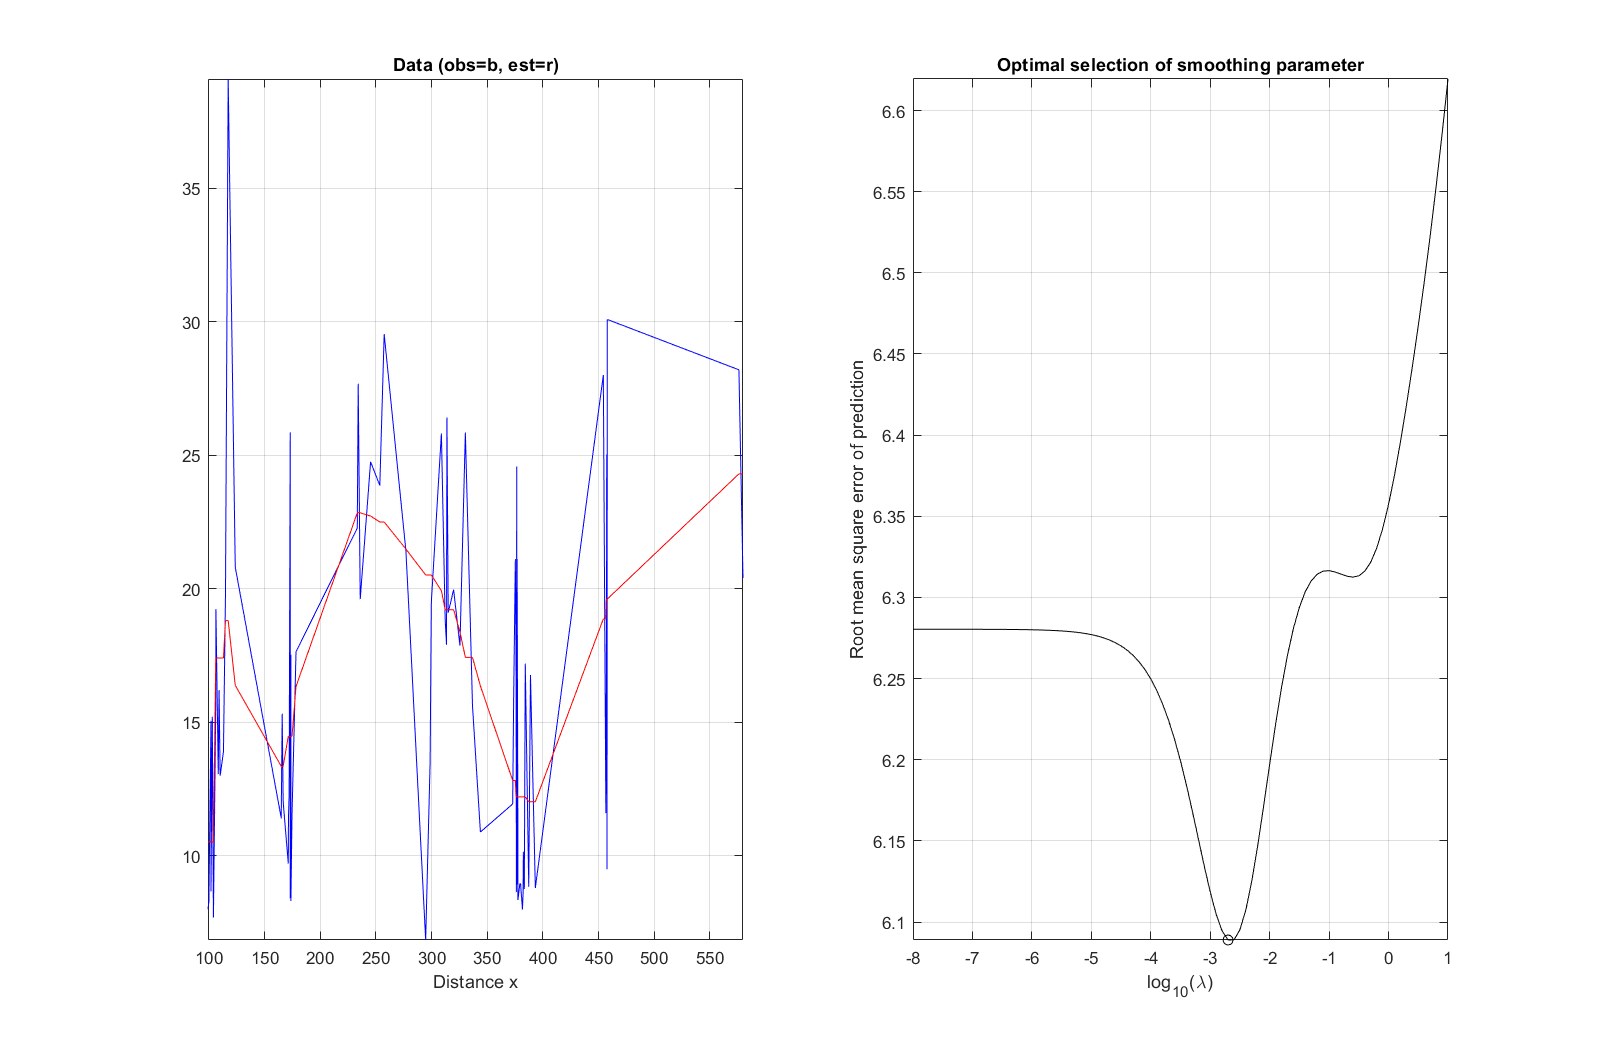 Data (obs=b, est=r)
35
30
25
20
15
10
100 150 200 250 300 350 400 450 500 550
Distance x
Optimal selection of smoothing parameter
Root mean square error of prediction
6.6
6.55
6.5
6.45
6.4
6.35
6.3
6.25
6.2
6.15
6.1
-8 -7 -6 -5 -4 -3 -2 -1 0 1
log10(λ)